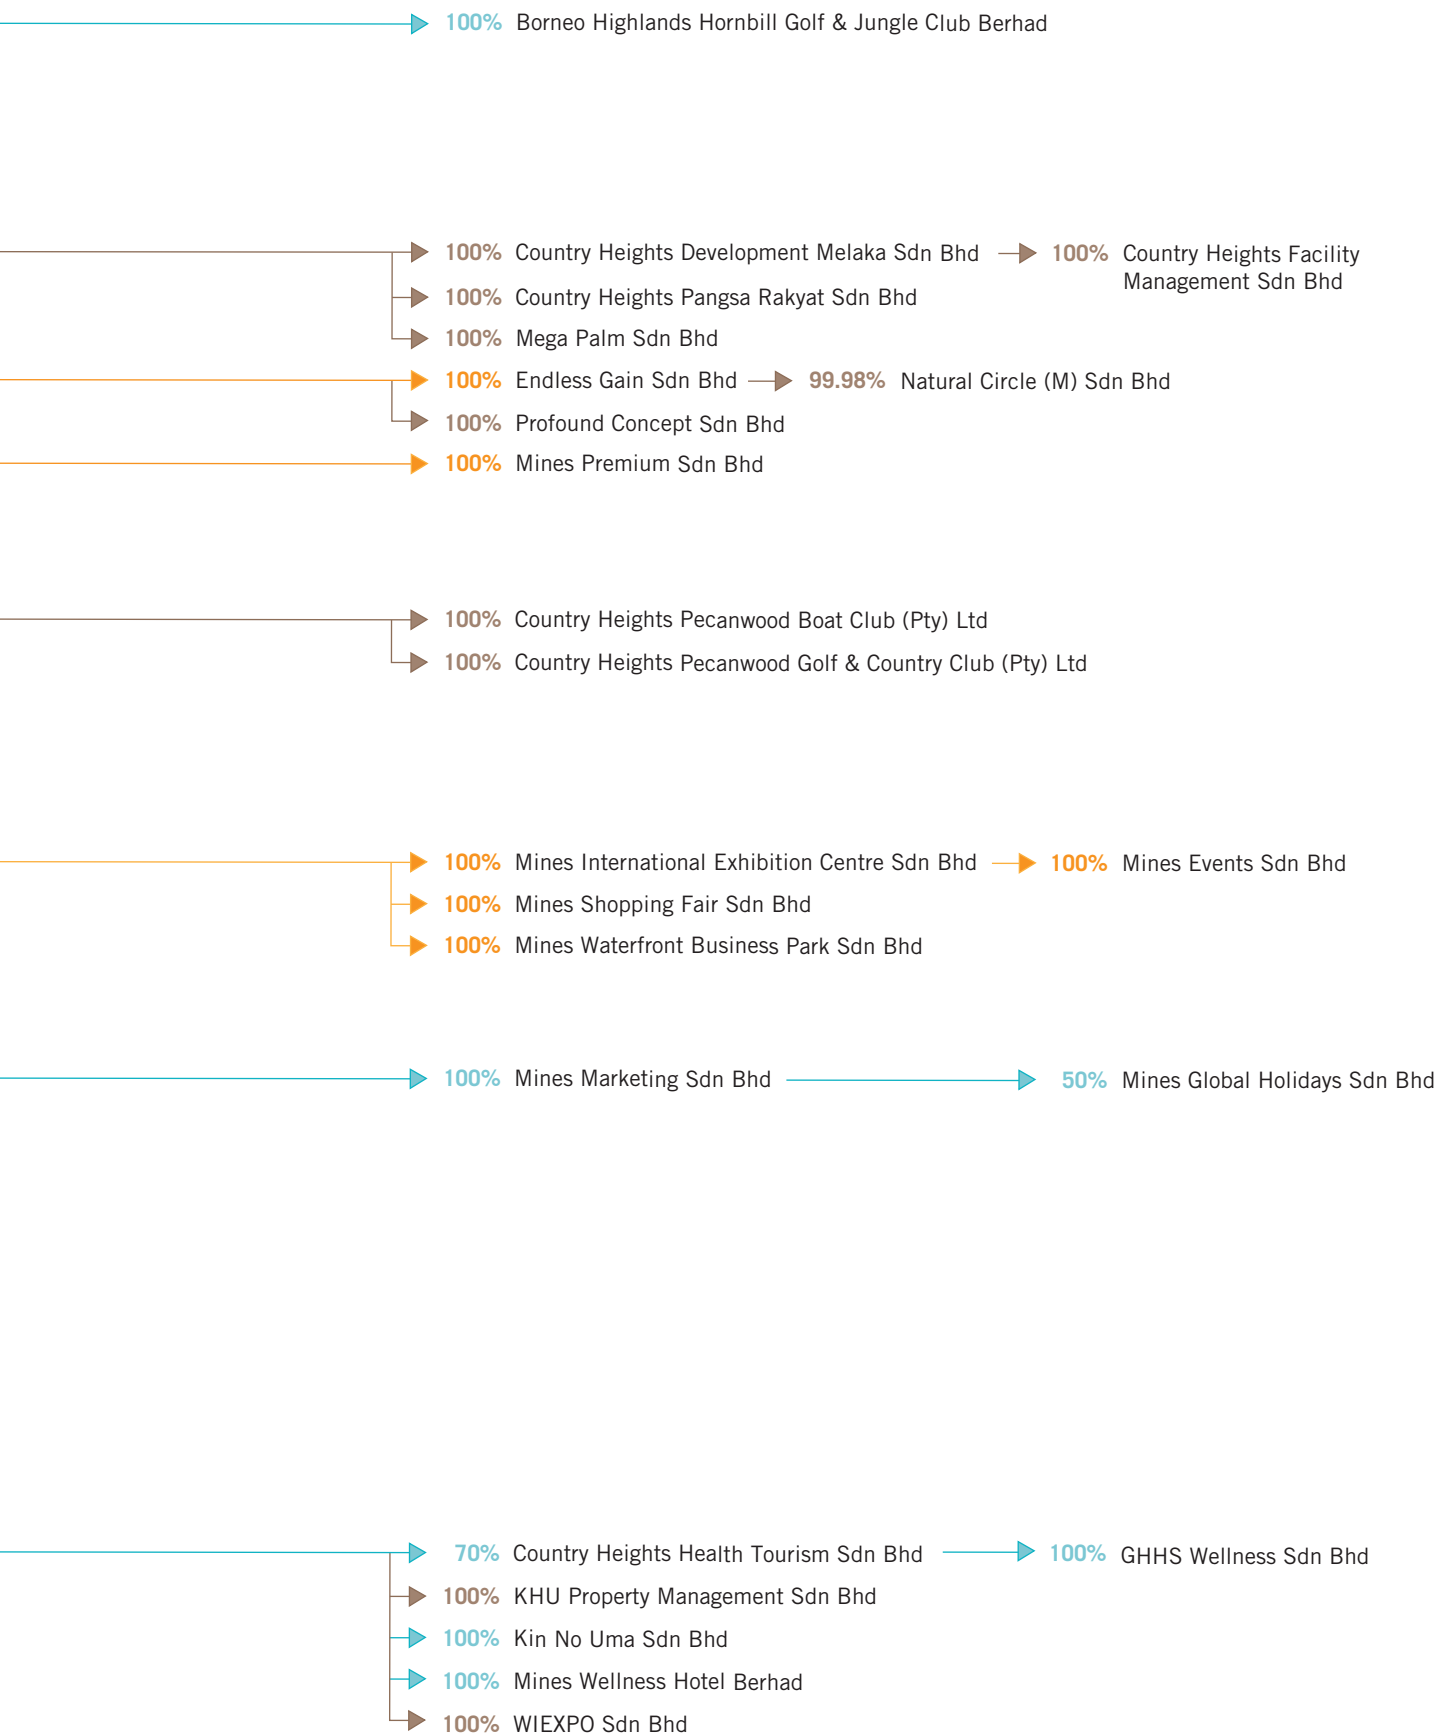 100% Borneo Highlands Hornbill Golf & Jungle Club Berhad
100% Country Heights Development Melaka Sdn Bhd 100% Country Heights Facility
Management Sdn Bhd
100% Country Heights Pangsa Rakyat Sdn Bhd
100% Mega Palm Sdn Bhd
100% Endless Gain Sdn Bhd 99.98% Natural Circle (M) Sdn Bhd
100% Profound Concept Sdn Bhd
100% Mines Premium Sdn Bhd
100% Country Heights Pecanwood Boat Club (Pty) Ltd
100% Country Heights Pecanwood Golf & Country Club (Pty) Ltd
100% Mines International Exhibition Centre Sdn Bhd 100% Mines Events Sdn Bhd
100% Mines Shopping Fair Sdn Bhd
100% Mines Waterfront Business Park Sdn Bhd
100% Mines Marketing Sdn Bhd 50% Mines Global Holidays Sdn Bhd
70% Country Heights Health Tourism Sdn Bhd 100% GHHS Wellness Sdn Bhd
100% KHU Property Management Sdn Bhd
100% Kin No Uma Sdn Bhd
100% Mines Wellness Hotel Berhad
100% WIEXPO Sdn Bhd